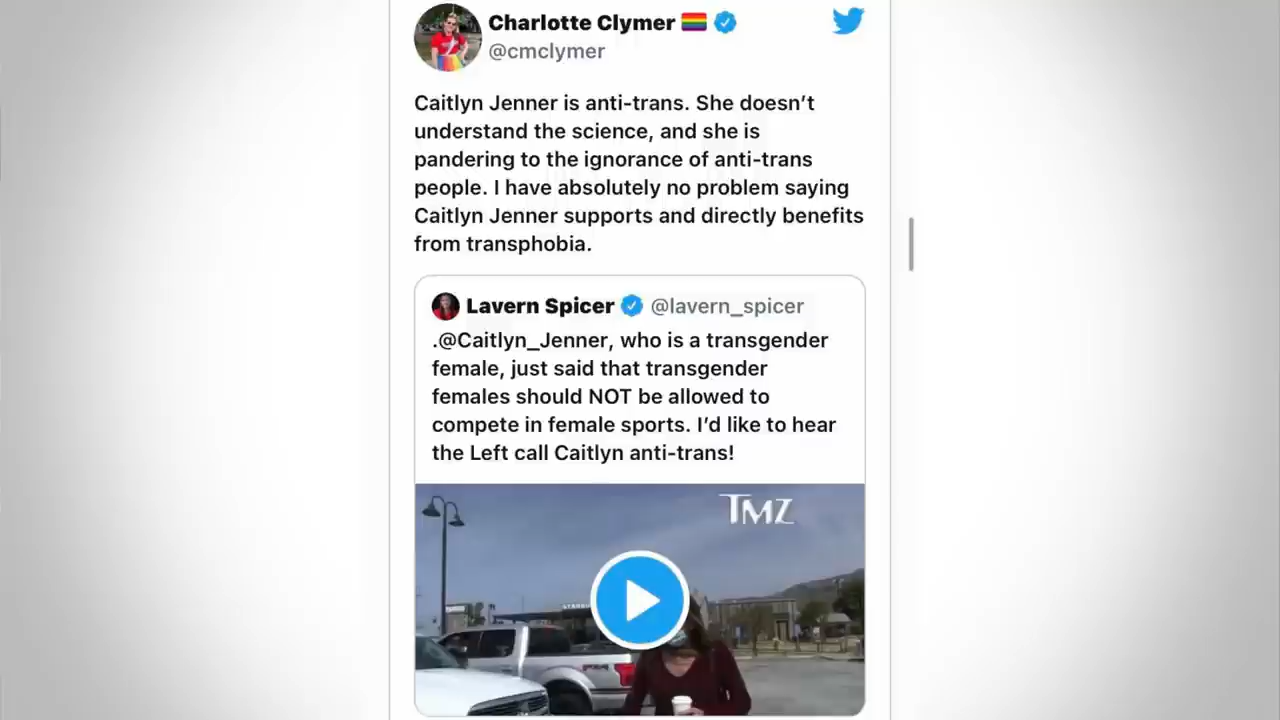 Charlotte Clymer 🏳️‍🌈
@cmclymer
Caitlyn Jenner is anti-trans. She doesn’t
understand the science, and she is
pandering to the ignorance of anti-trans
people. I have absolutely no problem saying
Caitlyn Jenner supports and directly benefits
from transphobia.
Lavern Spicer @lavern_spicer
.@Caitlyn_Jenner, who is a transgender
female, just said that transgender
females should NOT be allowed to
compete in female sports. I’d like to hear
the Left call Caitlyn anti-trans!
TMZ